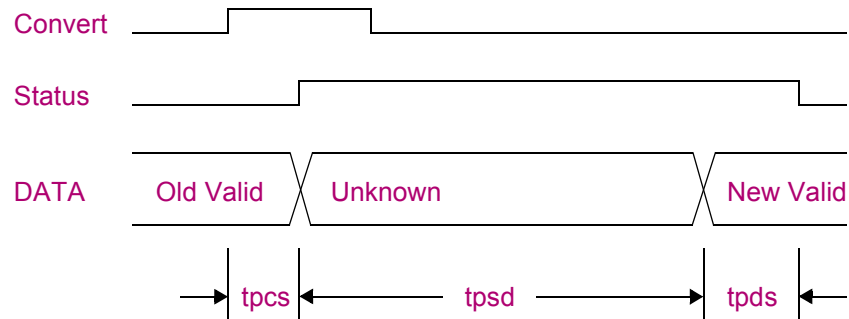 Convert
Status
DATA Old Valid Unknown New Valid
tpcs tpsd tpds